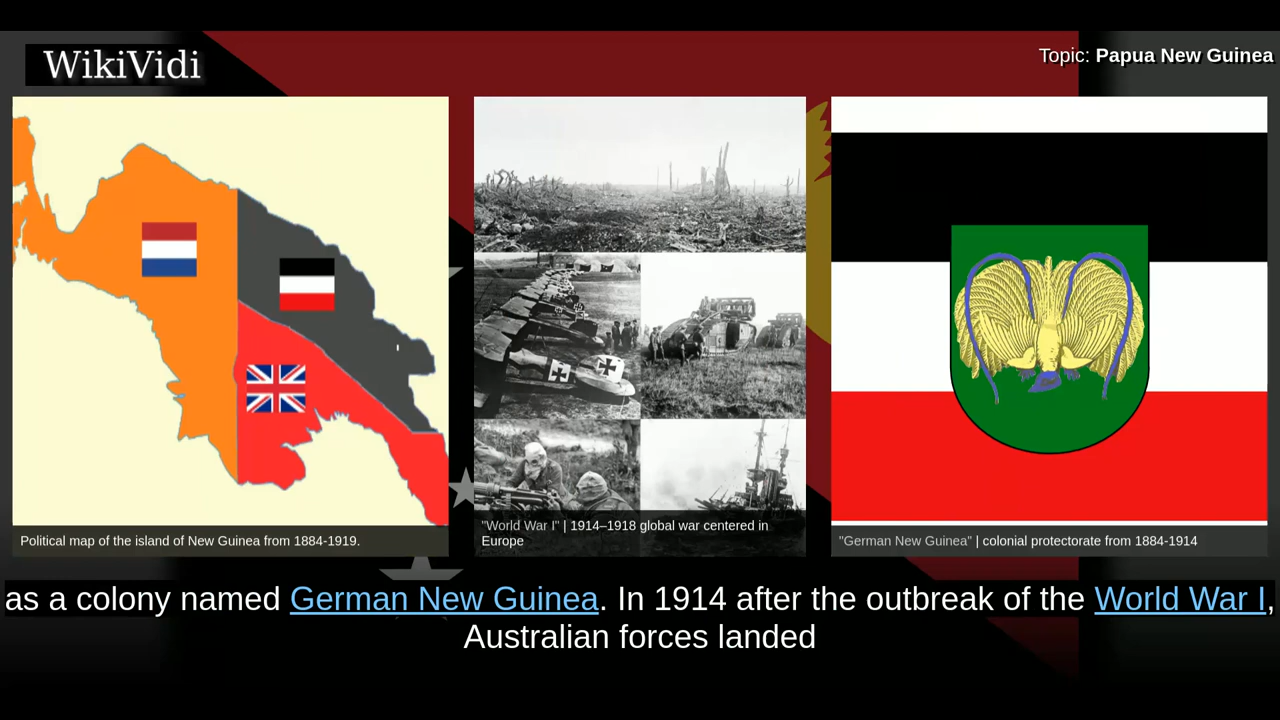 WikiVidi
Topic: Papua New Guinea
Political map of the island of New Guinea from 1884-1919.
"World War I" | 1914–1918 global war centered in
Europe
"German New Guinea" | colonial protectorate from 1884-1914
as a colony named German New Guinea. In 1914 after the outbreak of the World War I,
Australian forces landed